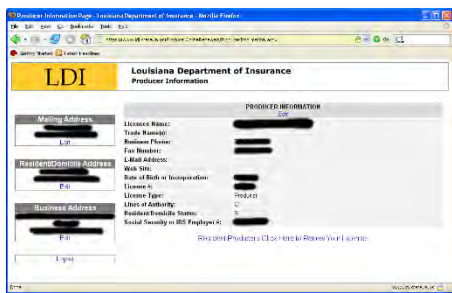 Producer Information Page - Louisiana Department of Insurance - Mozilla Firefox
File Edit View Go Bookmarks Tools
Getting Started Latest Headlines
LDI
Louisiana Department of Insurance
Producer Information
PRODUCER INFORMATION
Edit
Mailing Address
Edit
Resident/Domicile Address
Edit
Business Address
Edit
Logout
Licensee Name:
Trade Name(s):
Business Phone:
Fax Number:
E-Mail Address:
Web Site:
Date of Birth or Incorporation:
License #:
License Type: Producer
Lines of Authority:
Resident/Domicile Status: R
Social Security or IRS Employer #:
Resident Producers Click Here to Renew Your License
Done